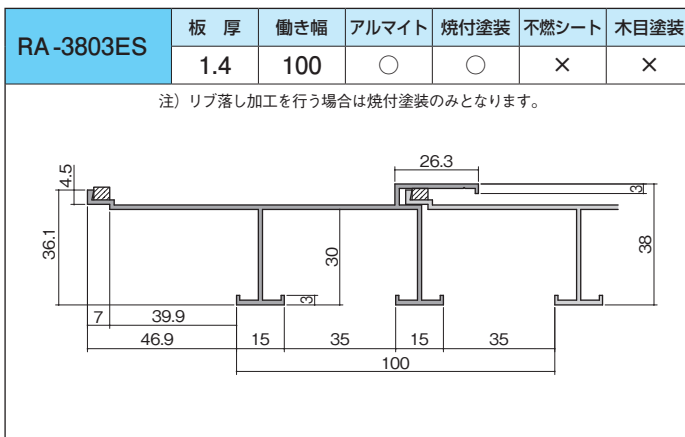 RA-3803ES
板 厚 働き幅 アルマイト 焼付塗装 不燃シート 木目塗装
1.4 100 ○ ○ × ×
注）リブ落し加工を行う場合は焼付塗装のみとなります。
26.3
4.5
3
36.1
30
38
3
7 39.9
46.9 15 35 15 35
100